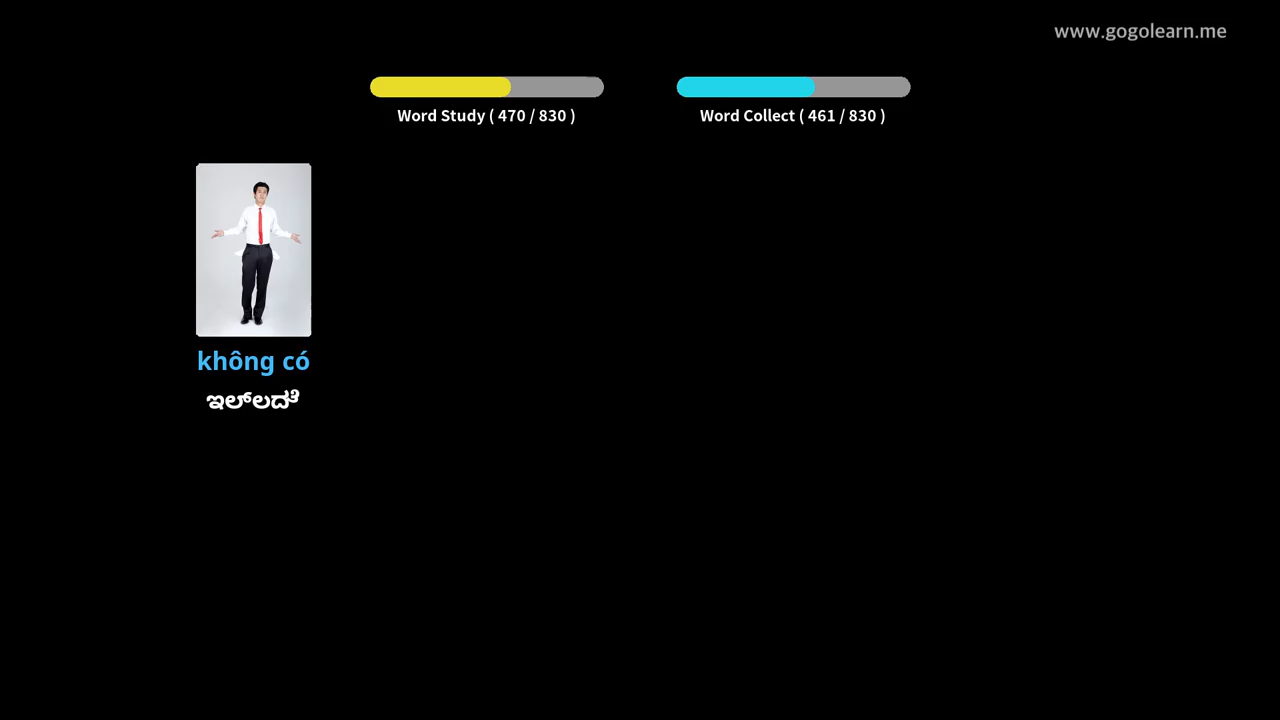 www.gogolearn.me
Word Study ( 470 / 830 )
Word Collect ( 461 / 830 )
không có
ಇಲ್ಲದೆ